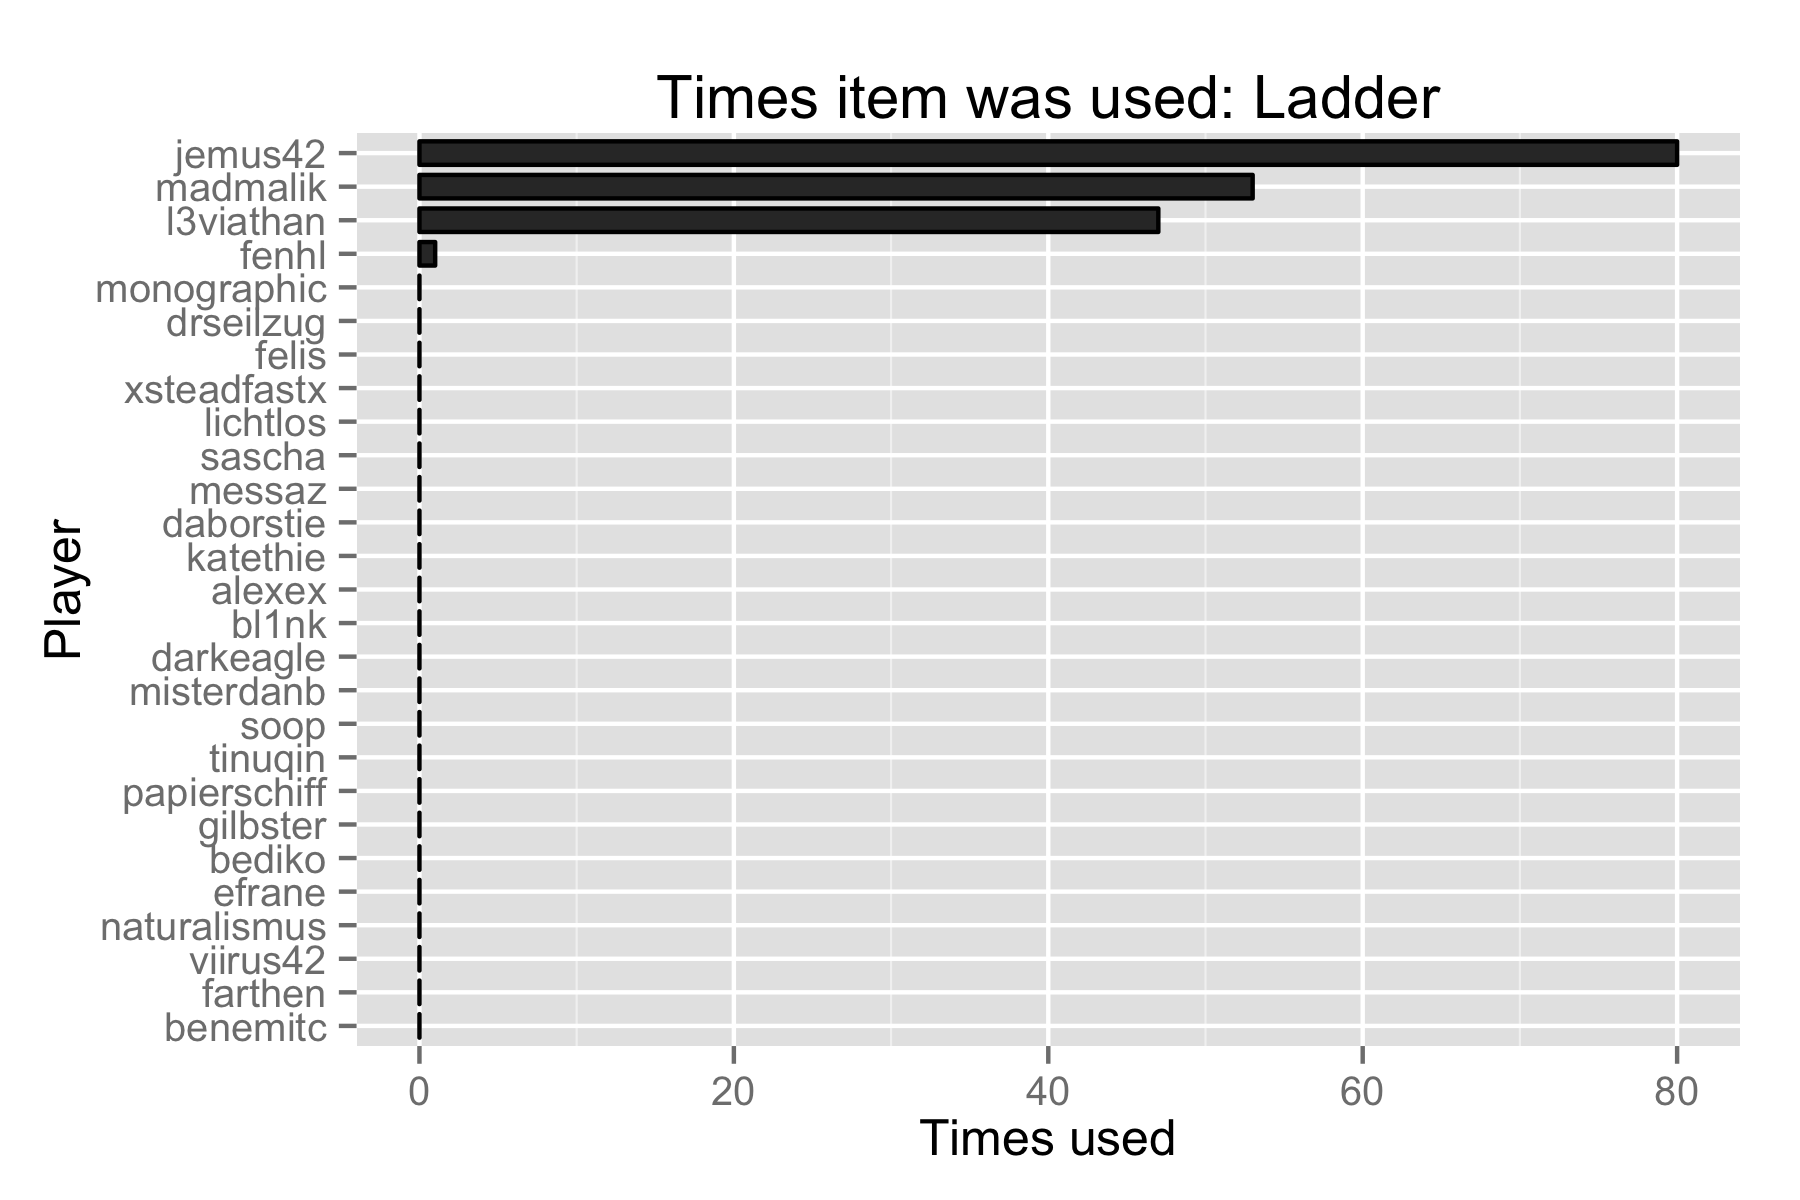 Times item was used: Ladder
jemus42
madmalik
l3viathan
fenhl
monographic
drseilzug
felis
xsteadfastx
lichtlos
sascha
messaz
daborstie
katethie
alexex
bl1nk
darkeagle
misterdanb
soop
tinuqin
papierschiff
gilbster
bediko
efrane
naturalismus
viirus42
farthen
benemitc
Player
0 20 40 60 80
Times used